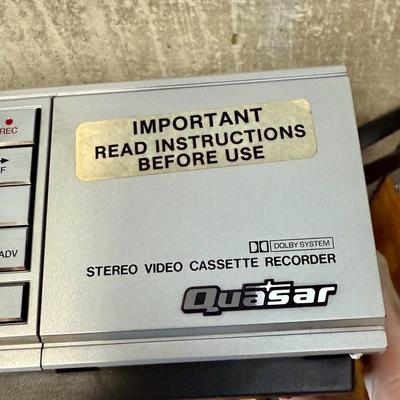 REC
IMPORTANT
READ INSTRUCTIONS
BEFORE USE
ADV
DOLBY SYSTEM
STEREO VIDEO CASSETTE RECORDER
Quasar